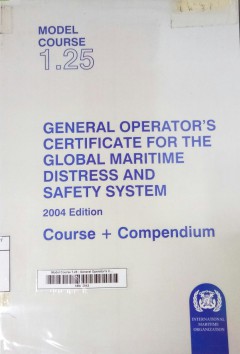 MODEL
COURSE
1.25
GENERAL OPERATOR'S
CERTIFICATE FOR THE
GLOBAL MARITIME
DISTRESS AND
SAFETY SYSTEM
2004 Edition
Course + Compendium
INTERNATIONAL
MARITIME
ORGANIZATION